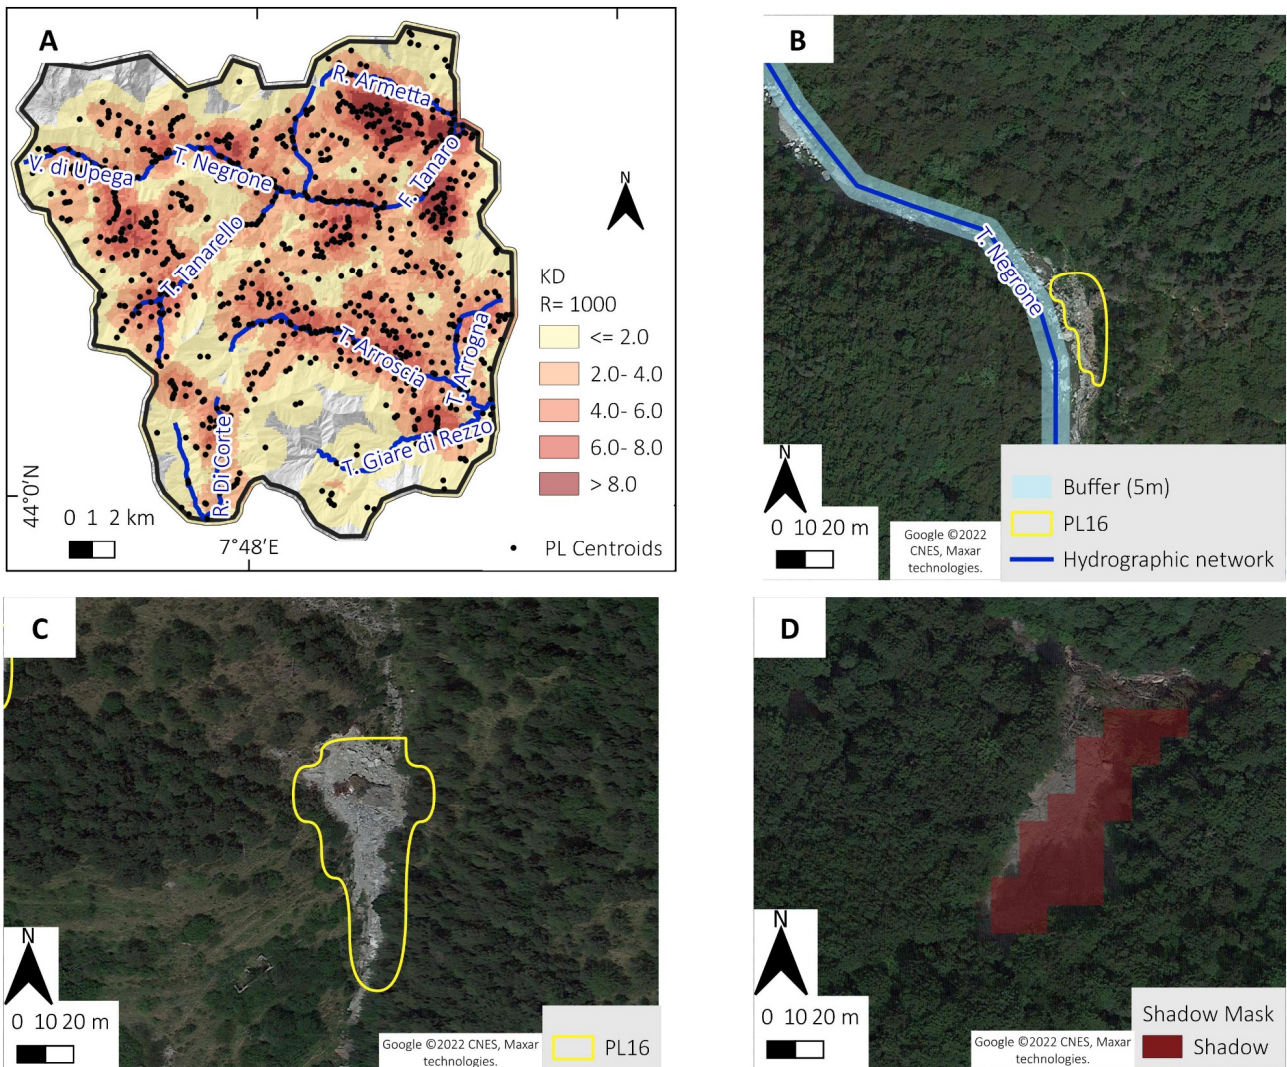 A
R. Armetta
V. di Upega
T. Negrone
F. Tanaro
T. Tanarello
T. Arroscia
T. Arrogna
R. Di Corte
T. Giare di Rezzo
N
KD
R= 1000
<= 2.0
2.0- 4.0
4.0- 6.0
6.0- 8.0
> 8.0
44°0'N
0 1 2 km
7°48'E
PL Centroids
B
T. Negrone
N
0 10 20 m
Google ©2022
CNES, Maxar
technologies.
Buffer (5m)
PL16
Hydrographic network
C
N
0 10 20 m
Google ©2022 CNES, Maxar
technologies.
PL16
D
N
0 10 20 m
Google ©2022 CNES, Maxar
technologies.
Shadow Mask
Shadow